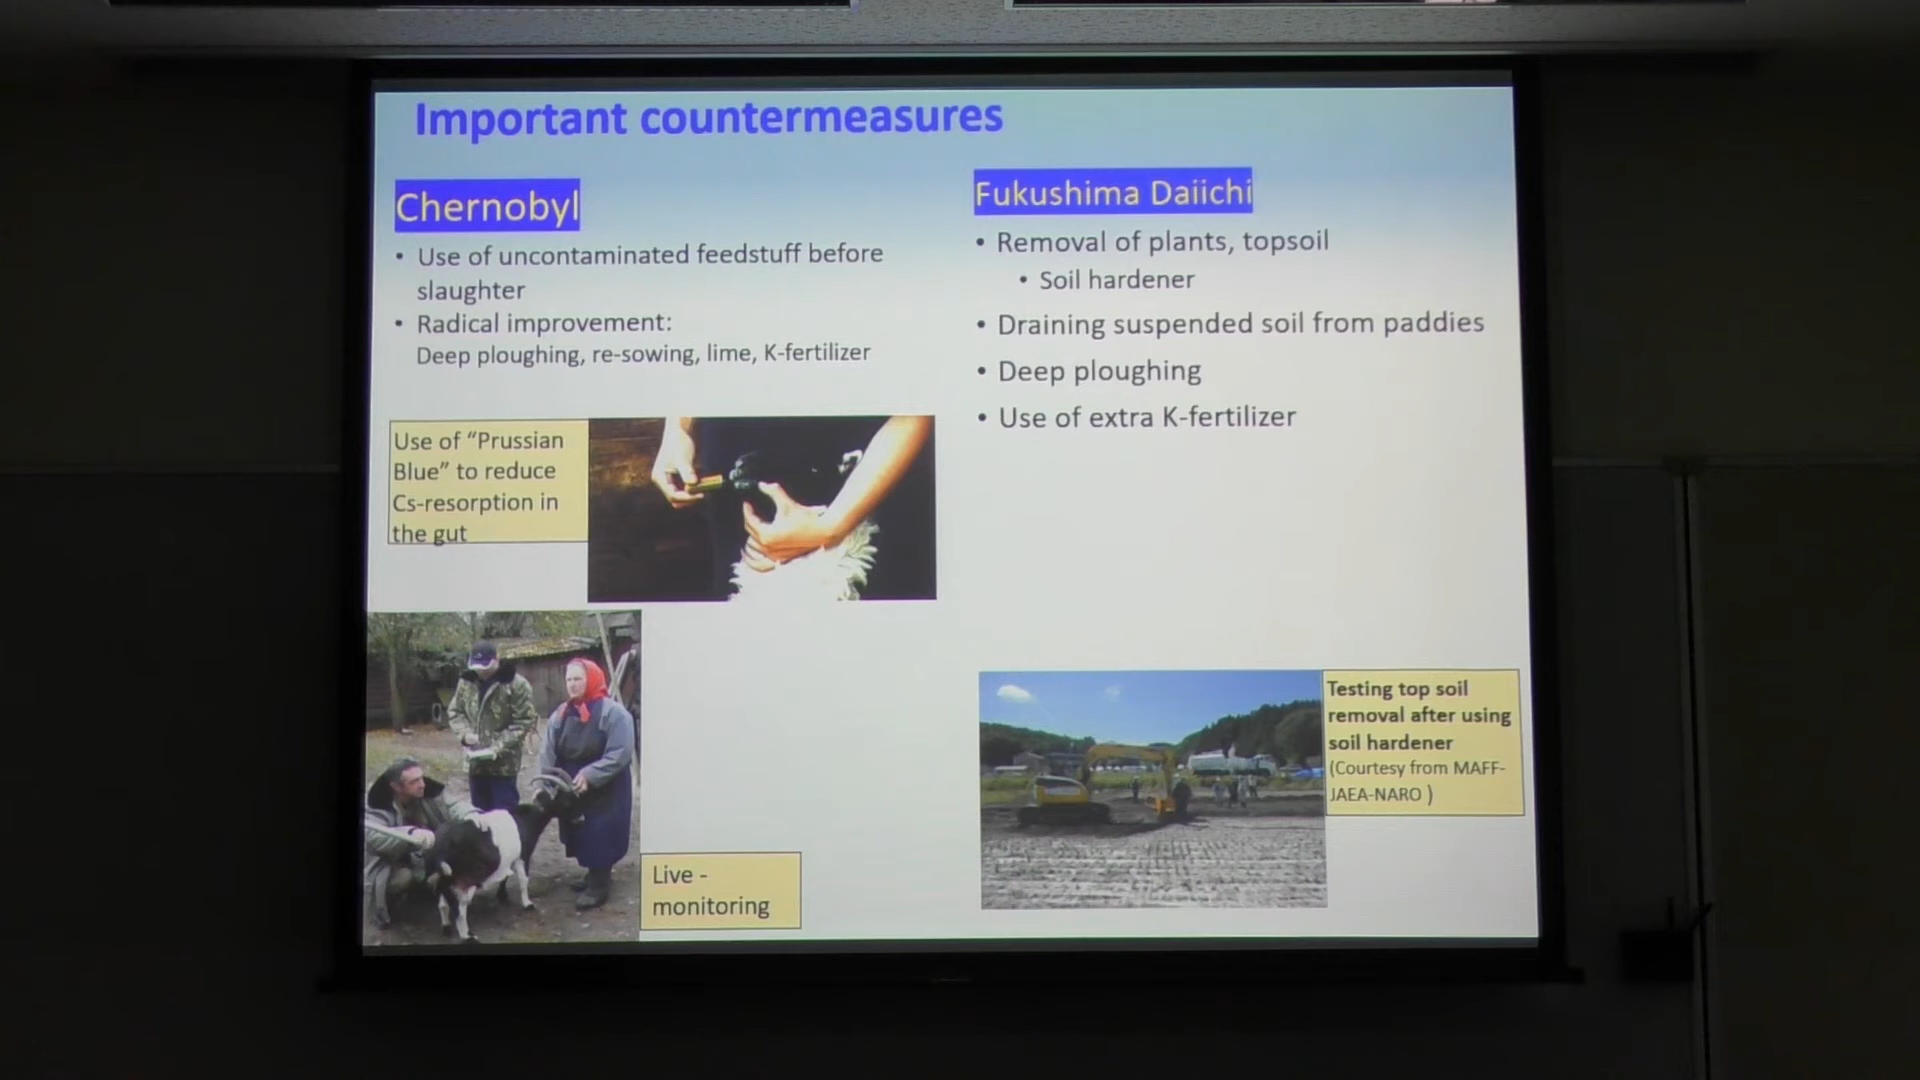 Important countermeasures
Chernobyl
• Use of uncontaminated feedstuff before
slaughter
• Radical improvement:
Deep ploughing, re-sowing, lime, K-fertilizer
Use of “Prussian
Blue” to reduce
Cs-resorption in
the gut
Live -
monitoring
Fukushima Daiichi
• Removal of plants, topsoil
• Soil hardener
• Draining suspended soil from paddies
• Deep ploughing
• Use of extra K-fertilizer
Testing top soil
removal after using
soil hardener
(Courtesy from MAFF-
JAEA-NARO )